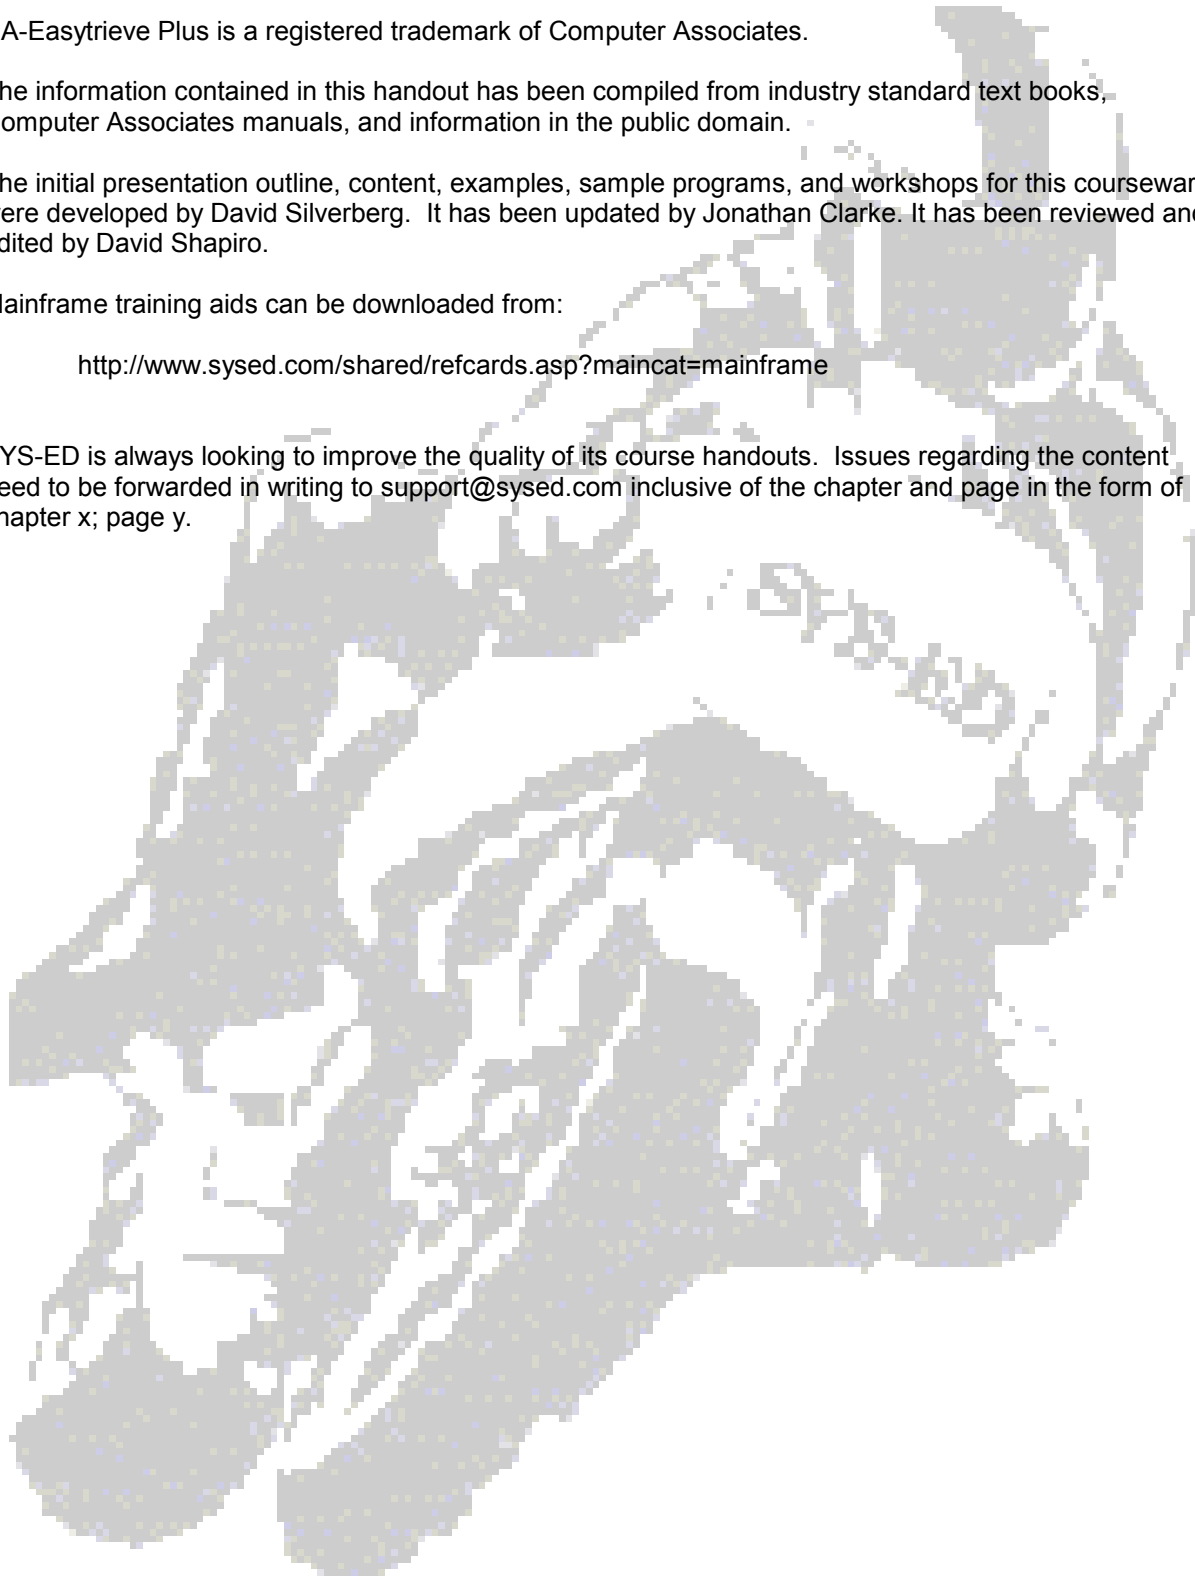 A-Easytrieve Plus is a registered trademark of Computer Associates.
he information contained in this handout has been compiled from industry standard text books,
omputer Associates manuals, and information in the public domain.
he initial presentation outline, content, examples, sample programs, and workshops for this coursewar
ere developed by David Silverberg.  It has been updated by Jonathan Clarke. It has been reviewed and
dited by David Shapiro.
ainframe training aids can be downloaded from:
http://www.sysed.com/shared/refcards.asp?maincat=mainframe
YS-ED is always looking to improve the quality of its course handouts.  Issues regarding the content
eed to be forwarded in writing to support@sysed.com inclusive of the chapter and page in the form of
hapter x; page y.
SYS-ED